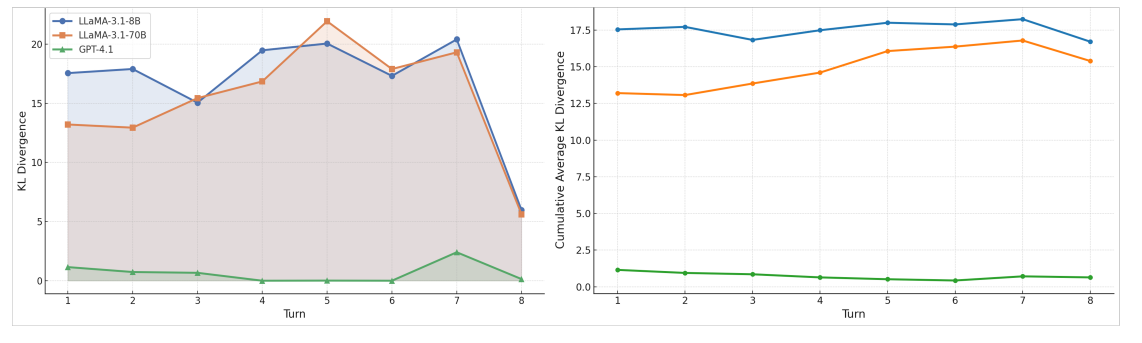 LLaMA-3.1-8B
LLaMA-3.1-70B
GPT-4.1
KL Divergence
20
15
10
5
0
1 2 3 4 5 6 7 8
Turn
Cumulative Average KL Divergence
17.5
15.0
12.5
10.0
7.5
5.0
2.5
0.0
1 2 3 4 5 6 7 8
Turn